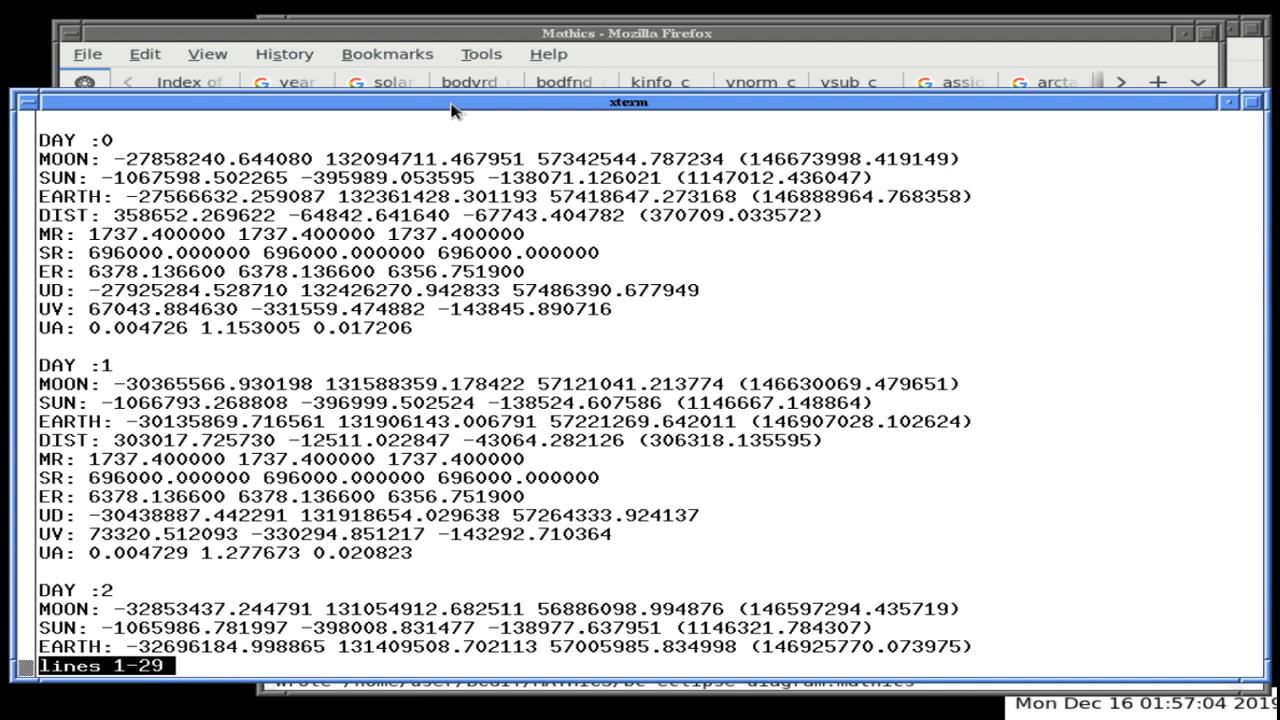 Mathics - Mozilla Firefox
File Edit View History Bookmarks Tools Help
Index of year solar bodvrd bodfnd kinfo c vnorm c vsub c assig arcta
xterm
DAY :0
MOON: -27858240.644080 132094711.467951 57342544.787234 (146673998.419149)
SUN: -1067598.502265 -395989.053595 -138071.126021 (1147012.436047)
EARTH: -27566632.259087 132361428.301193 57418647.273168 (146888964.768358)
DIST: 358652.269622 -64842.641640 -67743.404782 (370709.033572)
MR: 1737.400000 1737.400000 1737.400000
SR: 696000.000000 696000.000000 696000.000000
ER: 6378.136600 6378.136600 6356.751900
UD: -27925284.528710 132426270.942833 57486390.677949
UV: 67043.884630 -331559.474882 -143845.890716
UA: 0.004726 1.153005 0.017206
DAY :1
MOON: -30365566.930198 131588359.178422 57121041.213774 (146630069.479651)
SUN: -1066793.268808 -396999.502524 -138524.607586 (1146667.148864)
EARTH: -30135869.716561 131906143.006791 57221269.642011 (146907028.102624)
DIST: 303017.725730 -12511.022847 -43064.282126 (306318.135595)
MR: 1737.400000 1737.400000 1737.400000
SR: 696000.000000 696000.000000 696000.000000
ER: 6378.136600 6378.136600 6356.751900
UD: -30438887.442291 131918654.029638 57264333.924137
UV: 73320.512093 -330294.851217 -143292.710364
UA: 0.004729 1.277673 0.020823
DAY :2
MOON: -32853437.244791 131054912.682511 56886098.994876 (146597294.435719)
SUN: -1065986.781997 -398008.831477 -138977.637951 (1146321.784307)
EARTH: -32696184.998865 131409508.702113 57005985.834998 (146925770.073975)
lines 1-29
Mon Dec 16 01:57:04 2019